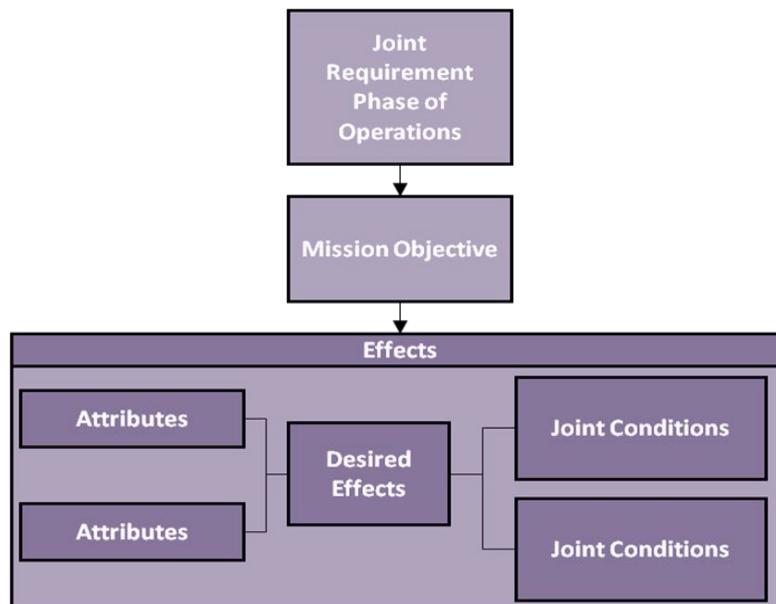 Joint
Requirement
Phase of
Operations
Mission Objective
Effects
Attributes
Attributes
Desired
Effects
Joint Conditions
Joint Conditions